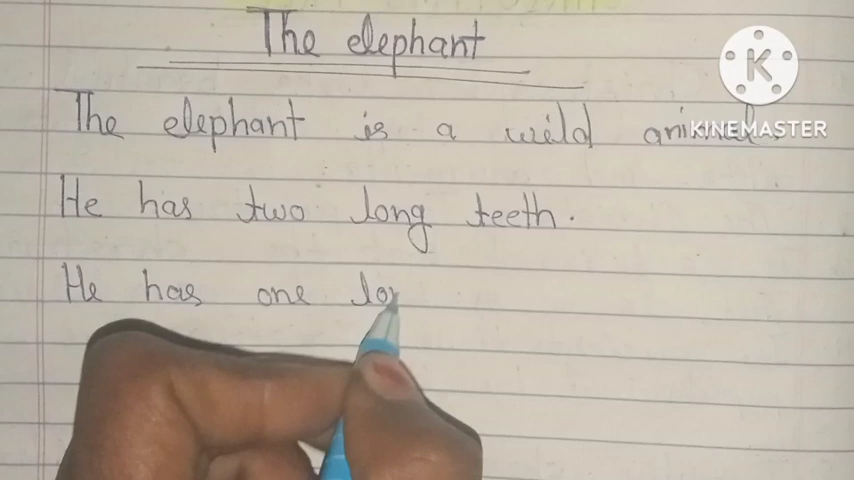 The elephant
The elephant is a wild animal.
He has two long teeth.
He has one lo
K
KINEMASTER